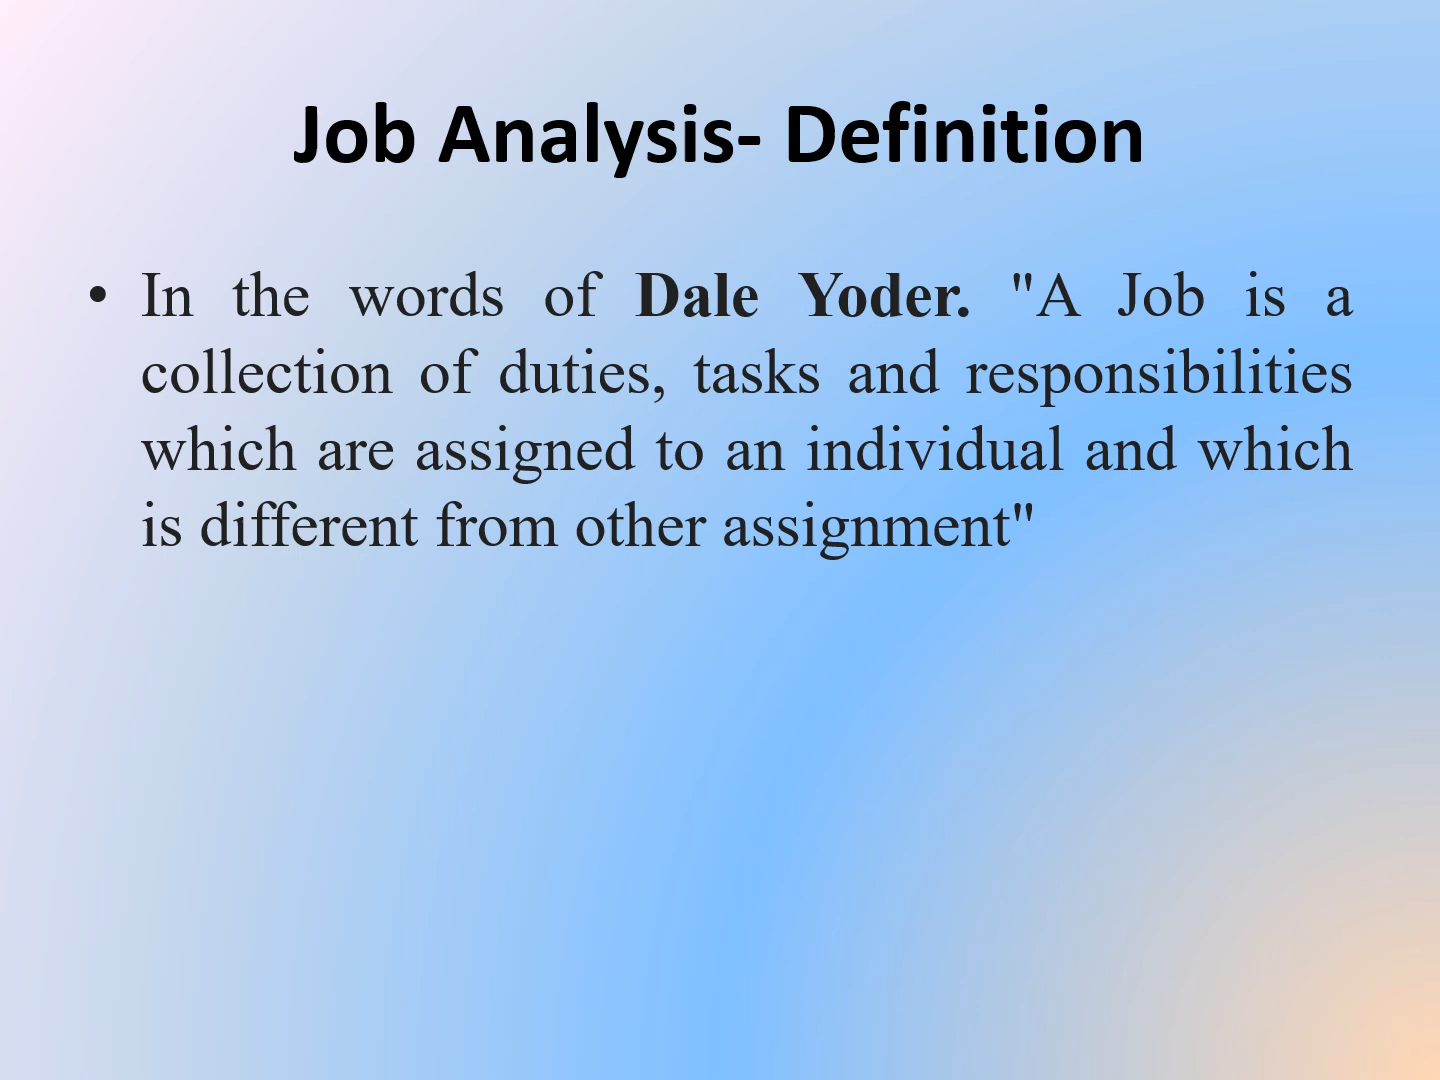 Job Analysis- Definition
• In the words of Dale Yoder. "A Job is a
collection of duties, tasks and responsibilities
which are assigned to an individual and which
is different from other assignment"